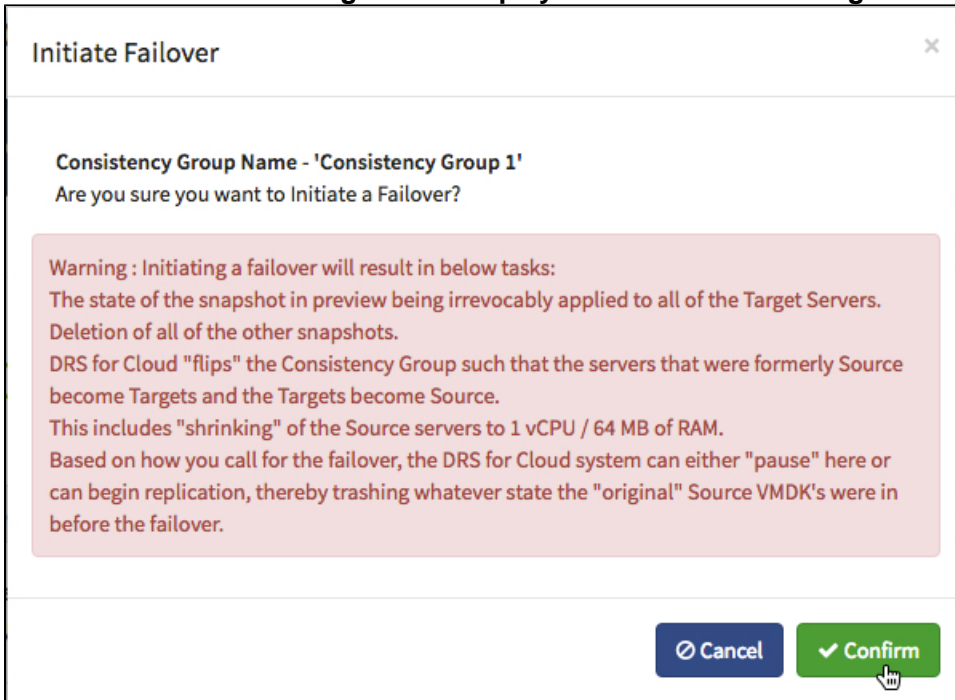 Initiate Failover
×
Consistency Group Name - 'Consistency Group 1'
Are you sure you want to Initiate a Failover?
Warning : Initiating a failover will result in below tasks:
The state of the snapshot in preview being irrevocably applied to all of the Target Servers.
Deletion of all of the other snapshots.
DRS for Cloud "flips" the Consistency Group such that the servers that were formerly Source
become Targets and the Targets become Source.
This includes "shrinking" of the Source servers to 1 vCPU / 64 MB of RAM.
Based on how you call for the failover, the DRS for Cloud system can either "pause" here or
can begin replication, thereby trashing whatever state the "original" Source VMDK's were in
before the failover.
Cancel
Confirm